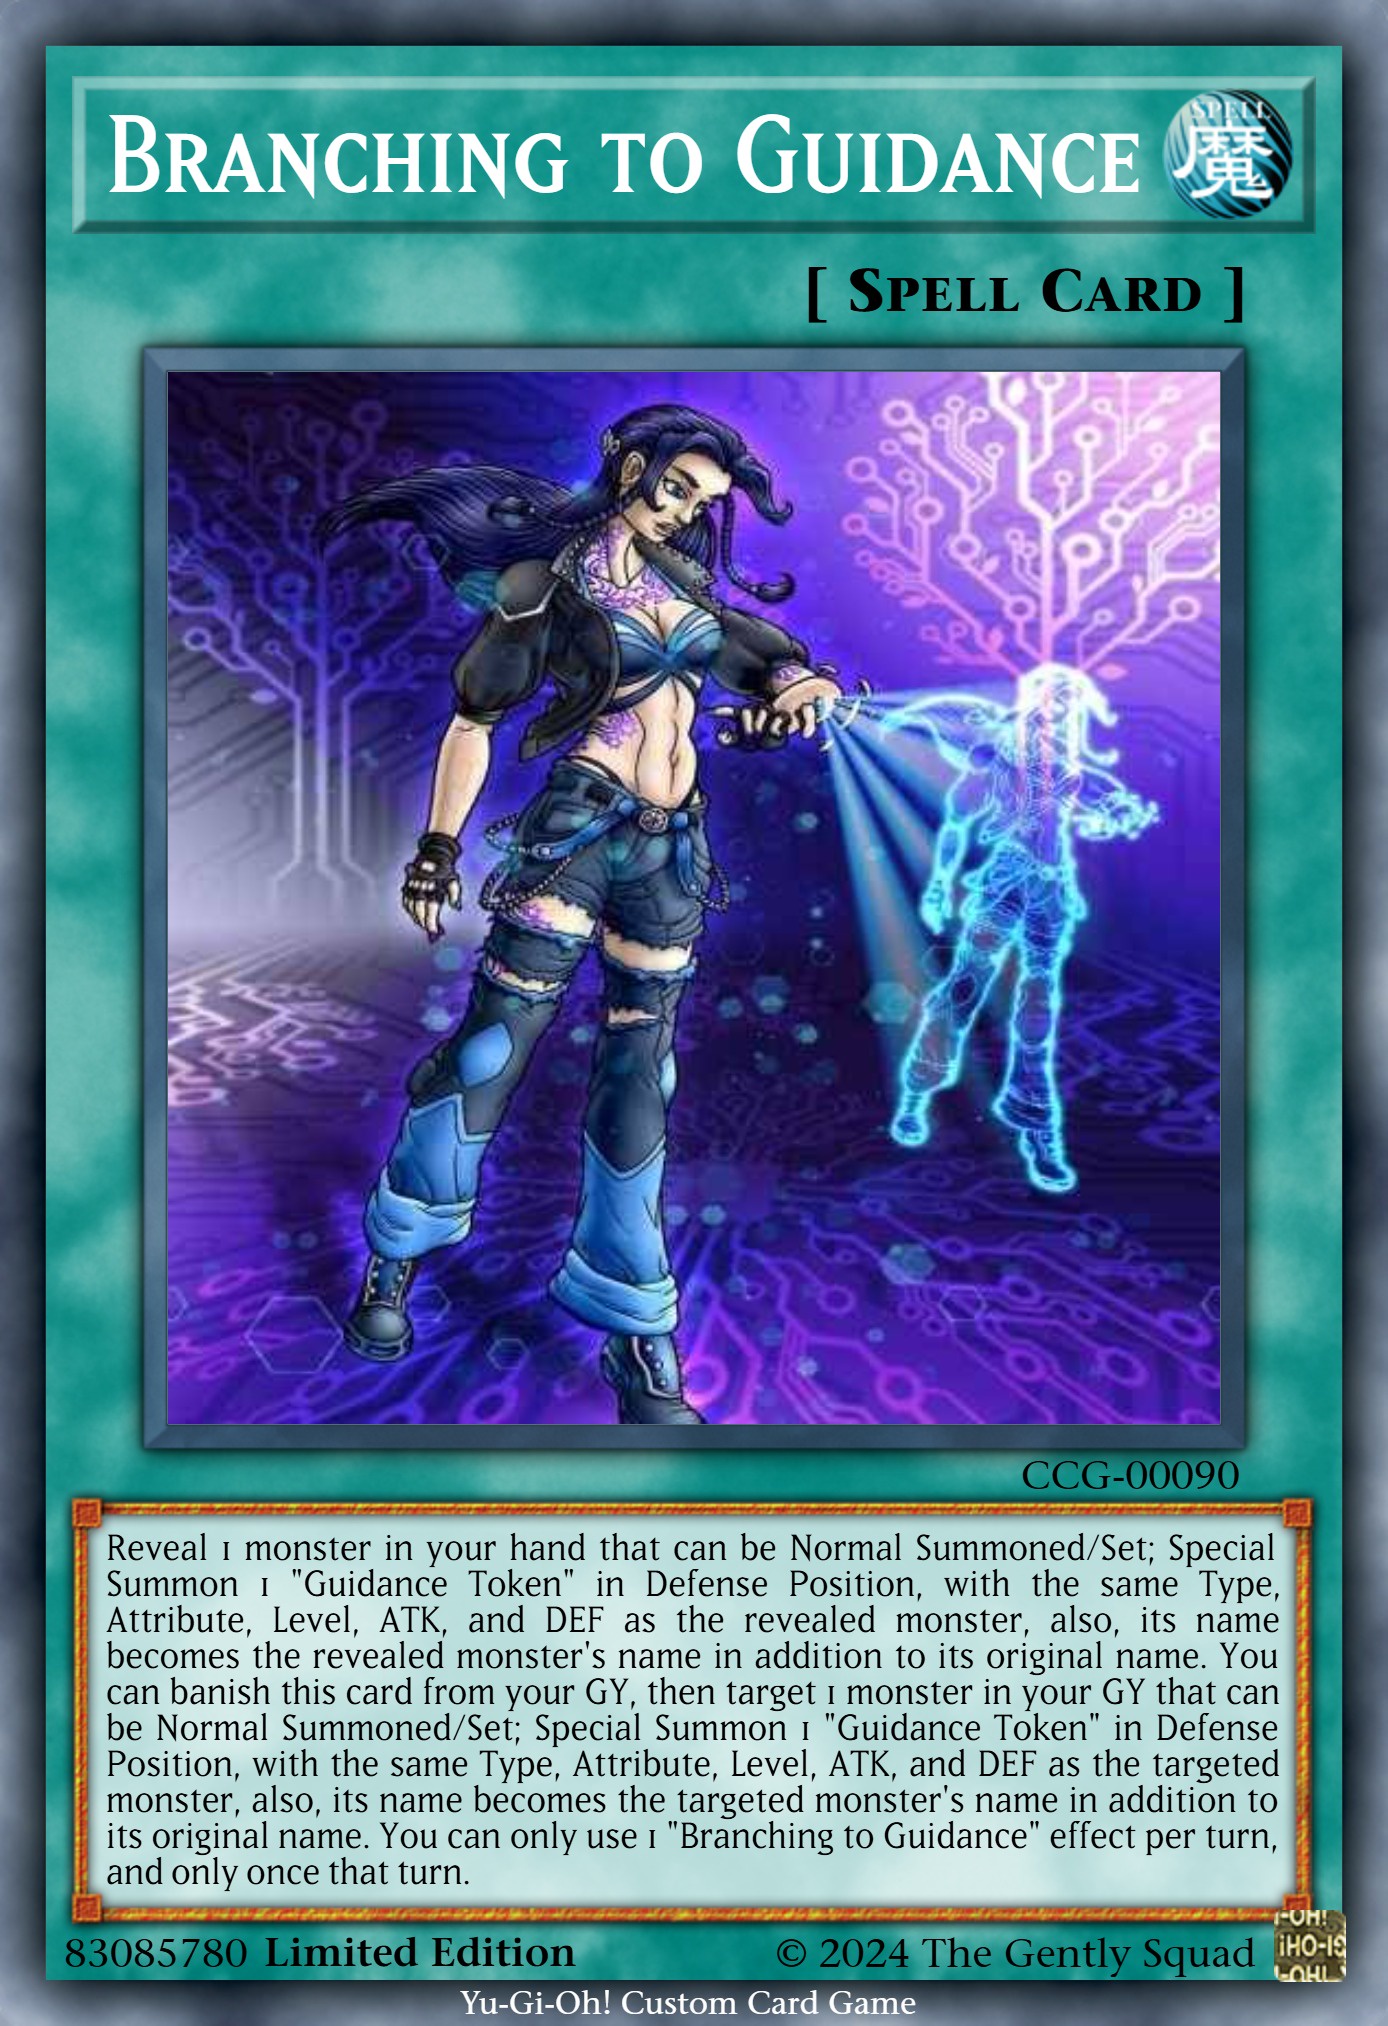 BRANCHING TO GUIDANCE
SPELL
魔
[ SPELL CARD ]
CCG-00090
Reveal 1 monster in your hand that can be Normal Summoned/Set; Special
Summon 1 "Guidance Token" in Defense Position, with the same Type,
Attribute, Level, ATK, and DEF as the revealed monster, also, its name
becomes the revealed monster's name in addition to its original name. You
can banish this card from your GY, then target 1 monster in your GY that can
be Normal Summoned/Set; Special Summon 1 "Guidance Token" in Defense
Position, with the same Type, Attribute, Level, ATK, and DEF as the targeted
monster, also, its name becomes the targeted monster's name in addition to
its original name. You can only use 1 "Branching to Guidance" effect per turn,
and only once that turn.
83085780 Limited Edition
© 2024 The Gently Squad
Yu-Gi-Oh! Custom Card Game